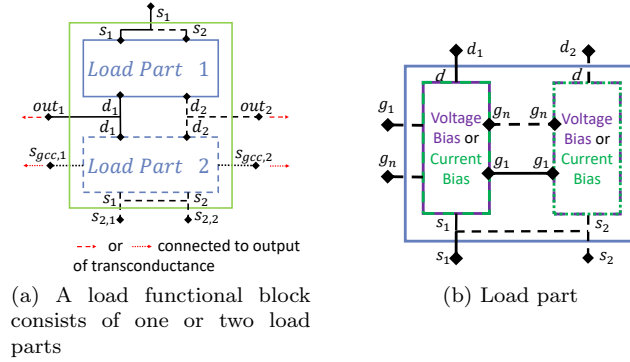 s1
s1 s2
Load Part 1
d1 d2
out1 out2
d1 d2
Load Part 2
sgcc,1 sgcc,2
s1 s2
s2,1 s2,2
or connected to output
of transconductance
(a) A load functional block
consists of one or two load
parts
d1 d2
d d
g1 gn gn
Voltage Bias or Current Bias
Voltage Bias or Current Bias
gn g1 g1
s1 s2
s1 s2
(b) Load part